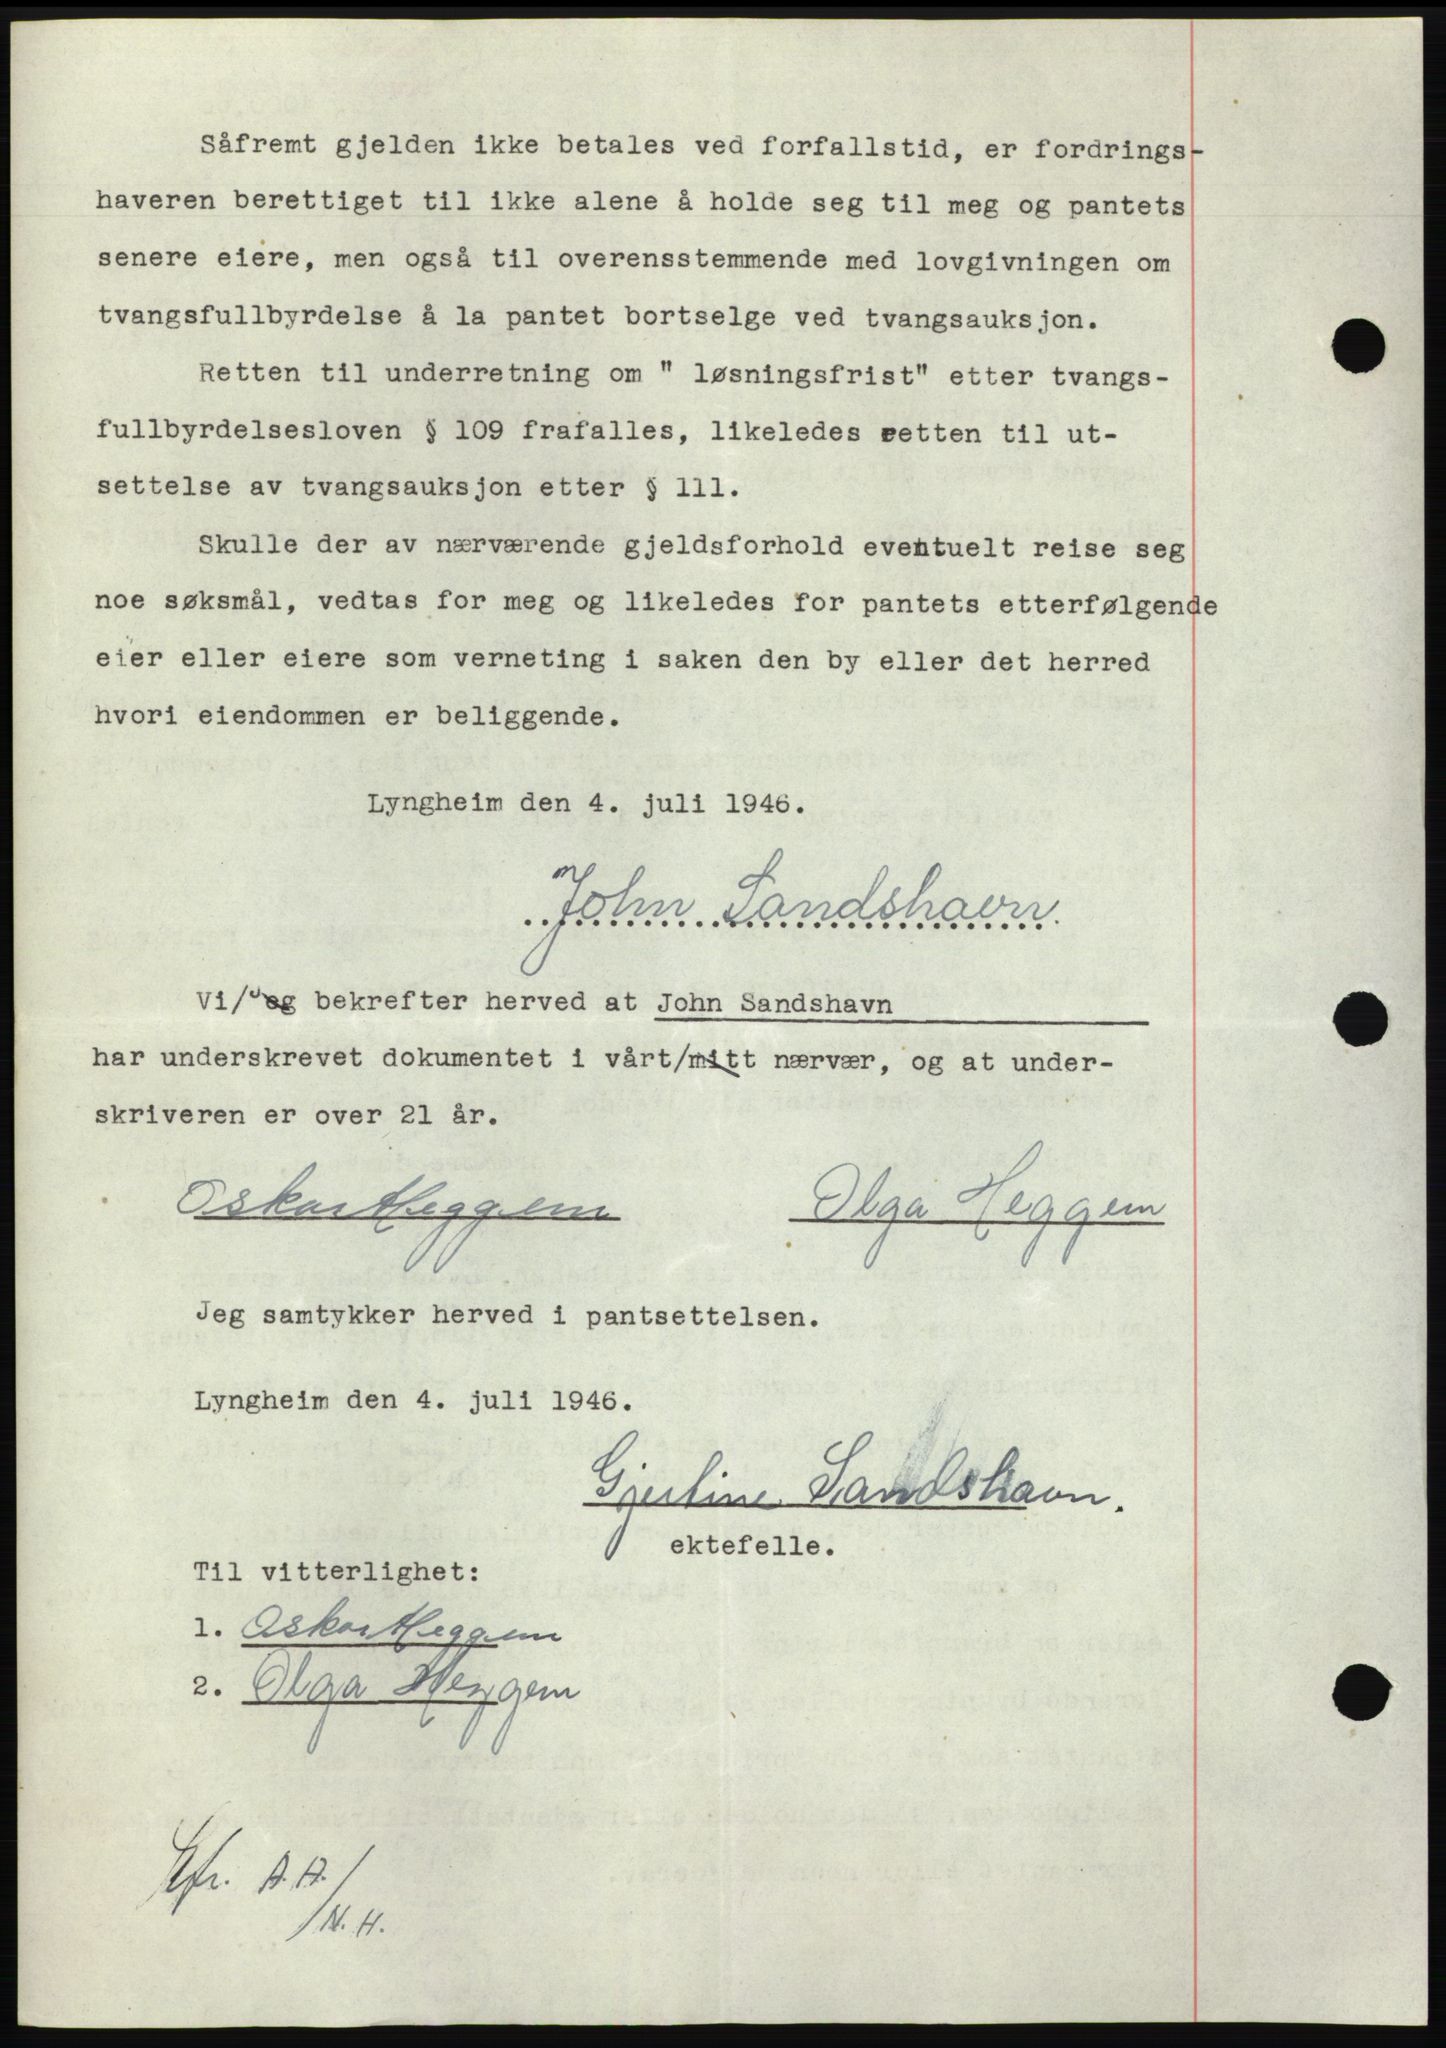 Såfremt gjelden ikke betales ved forfallstid, er fordrings-
haveren berettiget til ikke alene å holde seg til meg og pantets
senere eiere, men også til overensstemmende med lovgivningen om
tvangsfullbyrdelse å la pantet bortselge ved tvangsauksjon.
Retten til underretning om " løsningsfrist" etter tvangs-
fullbyrdelsesloven § 109 frafalles, likeledes retten til ut-
settelse av tvangsauksjon etter § 111.
Skulle der av nærværende gjeldsforhold eventuelt reise seg
noe søksmål, vedtas for meg og likeledes for pantets etterfølgende
eier eller eiere som verneting i saken den by eller det herred
hvori eiendommen er beliggende.
Lyngheim den 4. juli 1946.
John Sandshavn.
Vi/jeg bekrefter herved at John Sandshavn
har underskrevet dokumentet i vårt/mitt nærvær, og at under-
skriveren er over 21 år.
Oskar Heggem Olga Heggem
Jeg samtykker herved i pantsettelsen.
Lyngheim den 4. juli 1946.
Gjertine Sandshavn.
ektefelle.
Til vitterlighet:
1. Oskar Heggem
2. Olga Heggem
A.A./
/N.H.